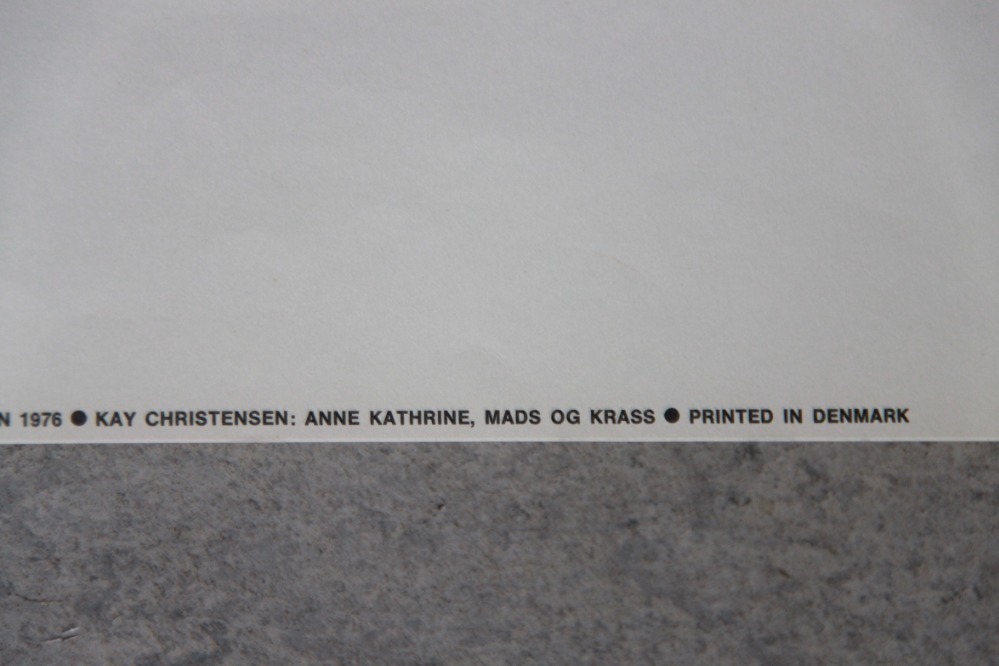 N 1976 ● KAY CHRISTENSEN: ANNE KATHRINE, MADS OG KRASS ● PRINTED IN DENMARK